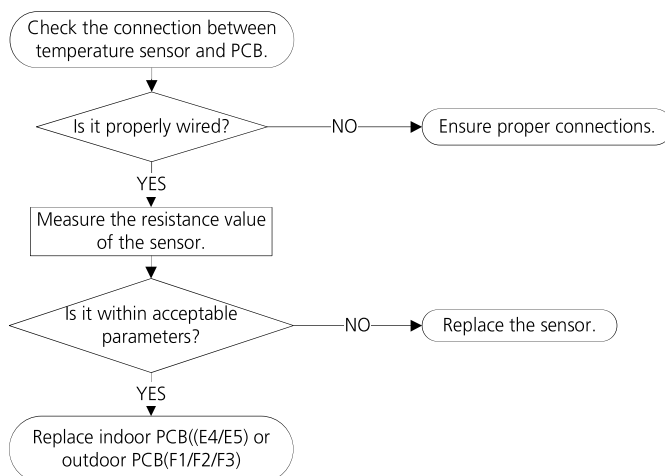 Check the connection between
temperature sensor and PCB.
Is it properly wired?
NO
Ensure proper connections.
YES
Measure the resistance value
of the sensor.
Is it within acceptable
parameters?
NO
Replace the sensor.
YES
Replace indoor PCB((E4/E5) or
outdoor PCB(F1/F2/F3)